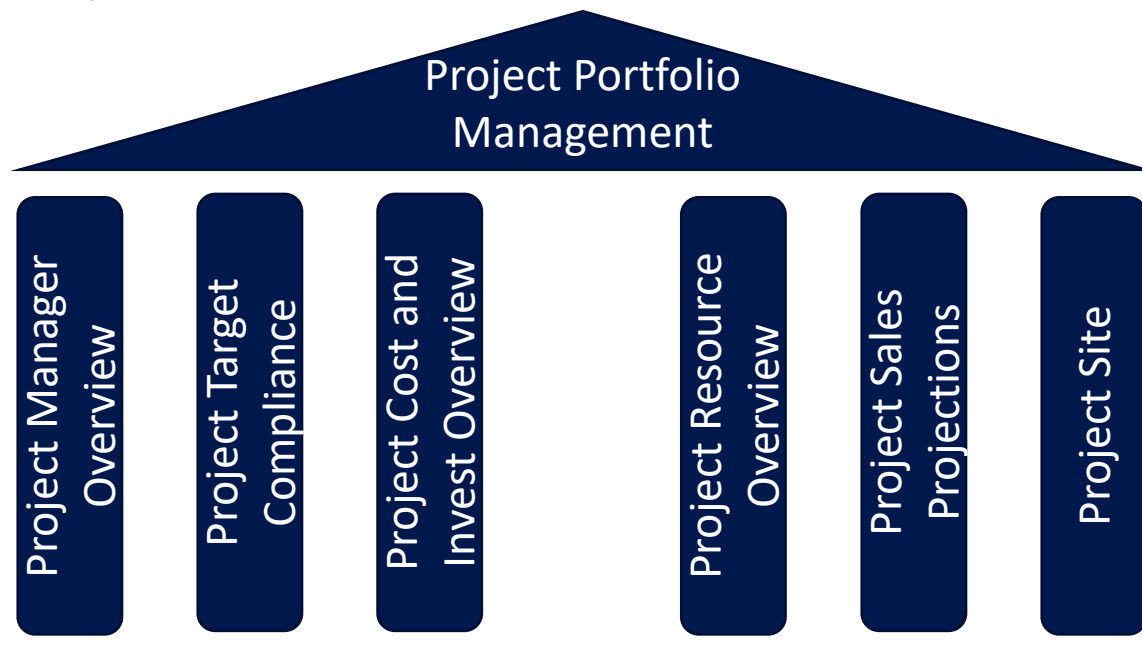 Project Portfolio
Management
Project Manager
Overview
Project Target
Compliance
Project Cost and
Invest Overview
Project Resource
Overview
Project Sales
Projections
Project Site